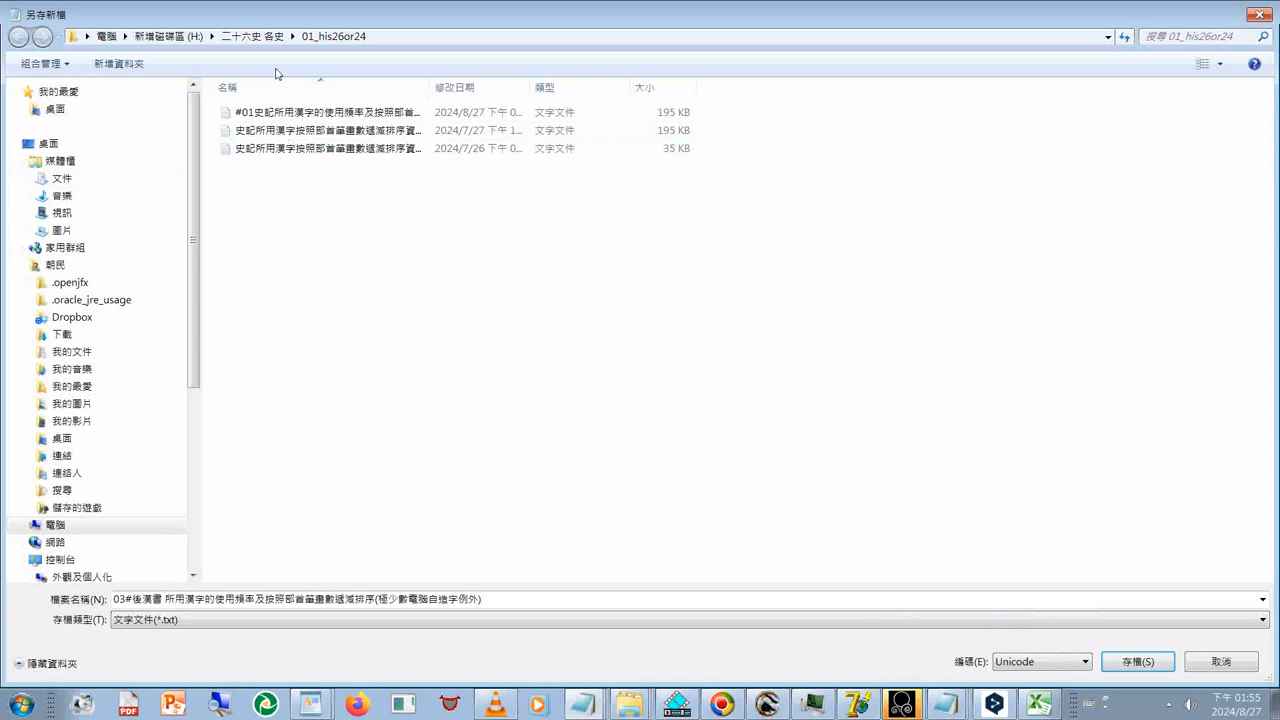 另存新檔
電腦 ▸ 新增磁碟區 (H:) ▸ 二十六史 各史 ▸ 01_his26or24
搜尋 01_his26or24
組合管理 新增資料夾
名稱 修改日期 類型 大小
#01史記所用漢字的使用頻率及按照部首... 2024/8/27 下午 0... 文字文件 195 KB
史記所用漢字按照部首筆畫數遞減排序資... 2024/7/27 下午 1... 文字文件 195 KB
史記所用漢字按照部首筆畫數遞減排序資... 2024/7/26 下午 0... 文字文件 35 KB
我的最愛
桌面
桌面
媒體櫃
文件
音樂
視訊
圖片
家用群組
朝民
.openjfx
.oracle_jre_usage
Dropbox
下載
我的文件
我的音樂
我的最愛
我的圖片
我的影片
桌面
連結
連絡人
搜尋
儲存的遊戲
電腦
網路
控制台
外觀及個人化
檔案名稱(N): 03#後漢書 所用漢字的使用頻率及按照部首筆畫數遞減排序(極少數電腦自造字例外)
存檔類型(T): 文字文件(*.txt)
隱藏資料夾
編碼(E): Unicode 存檔(S) 取消
PDF
下午 01:55
2024/8/27